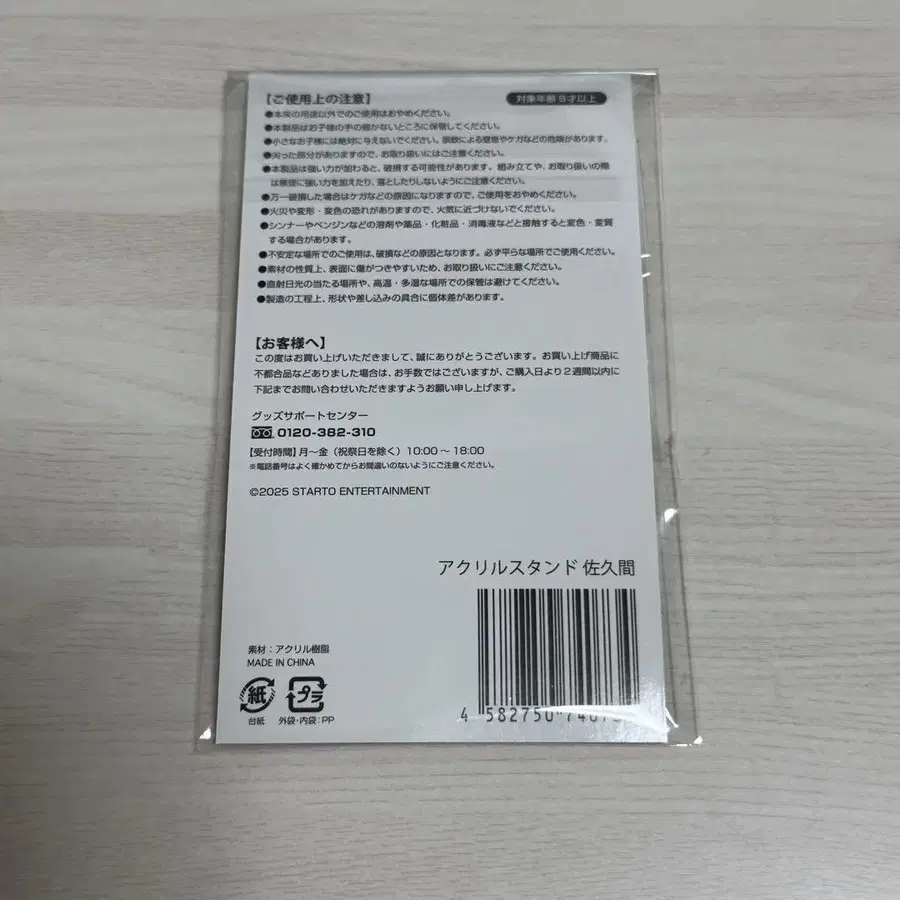 【ご使用上の注意】
対象年齢 8才以上
●本来の用途以外でのご使用はおやめください。
●本製品はお子様の手の届かないところに保管してください。
●小さなお子様には絶対に与えないでください。誤飲による窒息やケガなどの危険があります。
●尖った部分がありますので、お取り扱いにはご注意ください。
●本製品は強い力が加わると、破損する可能性があります。組み立てや、お取り扱いの際
は無理に強い力を加えたり、落としたりしないようにご注意ください。
●万一破損した場合はケガなどの原因になりますので、ご使用をおやめください。
●火災や変形・変色の恐れがありますので、火気に近づけないでください。
●シンナーやベンジンなどの溶剤や薬品・化粧品・消毒液などと接触すると変色・変質
する場合があります。
●不安定な場所でのご使用は、破損などの原因となります。必ず平らな場所でご使用ください。
●素材の性質上、表面に傷がつきやすいため、お取り扱いにご注意ください。
●直射日光の当たる場所や、高温・多湿な場所での保管は避けてください。
●製造の工程上、形状や差し込みの具合に個体差があります。
【お客様へ】
この度はお買い上げいただきまして、誠にありがとうございます。お買い上げ商品に
不都合品などありました場合は、お手数ではございますが、ご購入日より2週間以内に
下記までお問い合わせいただきますようお願い申し上げます。
グッズサポートセンター
0120-382-310
【受付時間】月～金（祝祭日を除く）10:00～18:00
※電話番号はよく確かめてからお間違いのないようにご注意ください。
©2025 STARTO ENTERTAINMENT
アクリルスタンド 佐久間
素材：アクリル樹脂
MADE IN CHINA
紙
プラ
台紙
外袋・内袋：PP
4 582750